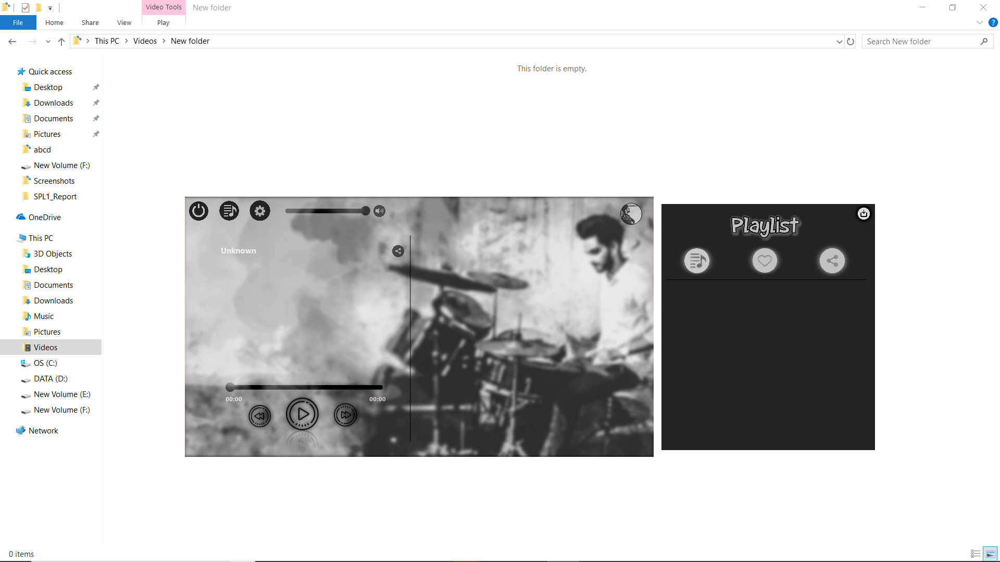 Video Tools
New folder
File
Home
Share
View
Play
This PC
Videos
New folder
Search New folder
This folder is empty.
Quick access
Desktop
Downloads
Documents
Pictures
abcd
New Volume (F:)
Screenshots
SPL1_Report
OneDrive
This PC
3D Objects
Desktop
Documents
Downloads
Music
Pictures
Videos
OS (C:)
DATA (D:)
New Volume (E:)
New Volume (F:)
Network
Unknown
00:00
00:00
Playlist
0 items